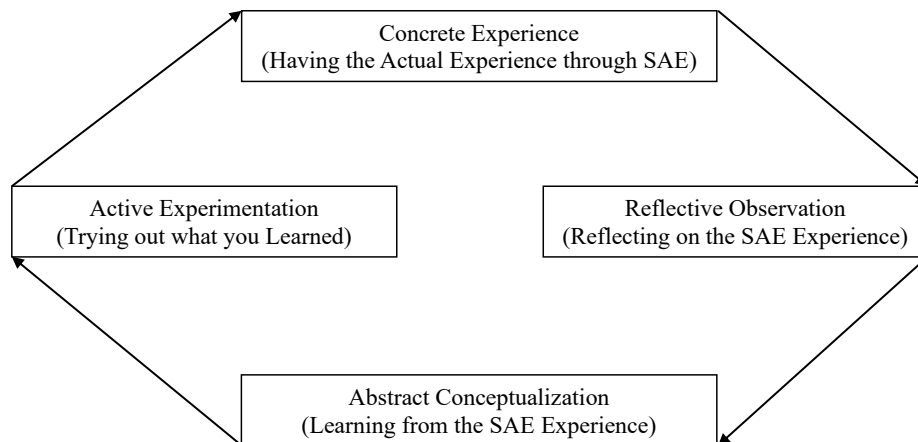 Concrete Experience
(Having the Actual Experience through SAE)
Active Experimentation
(Trying out what you Learned)
Reflective Observation
(Reflecting on the SAE Experience)
Abstract Conceptualization
(Learning from the SAE Experience)